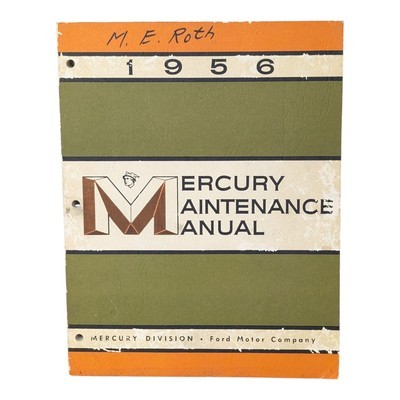 M. E. Roth
1956
MERCURY
MAINTENANCE
MANUAL
MERCURY DIVISION • Ford Motor Company